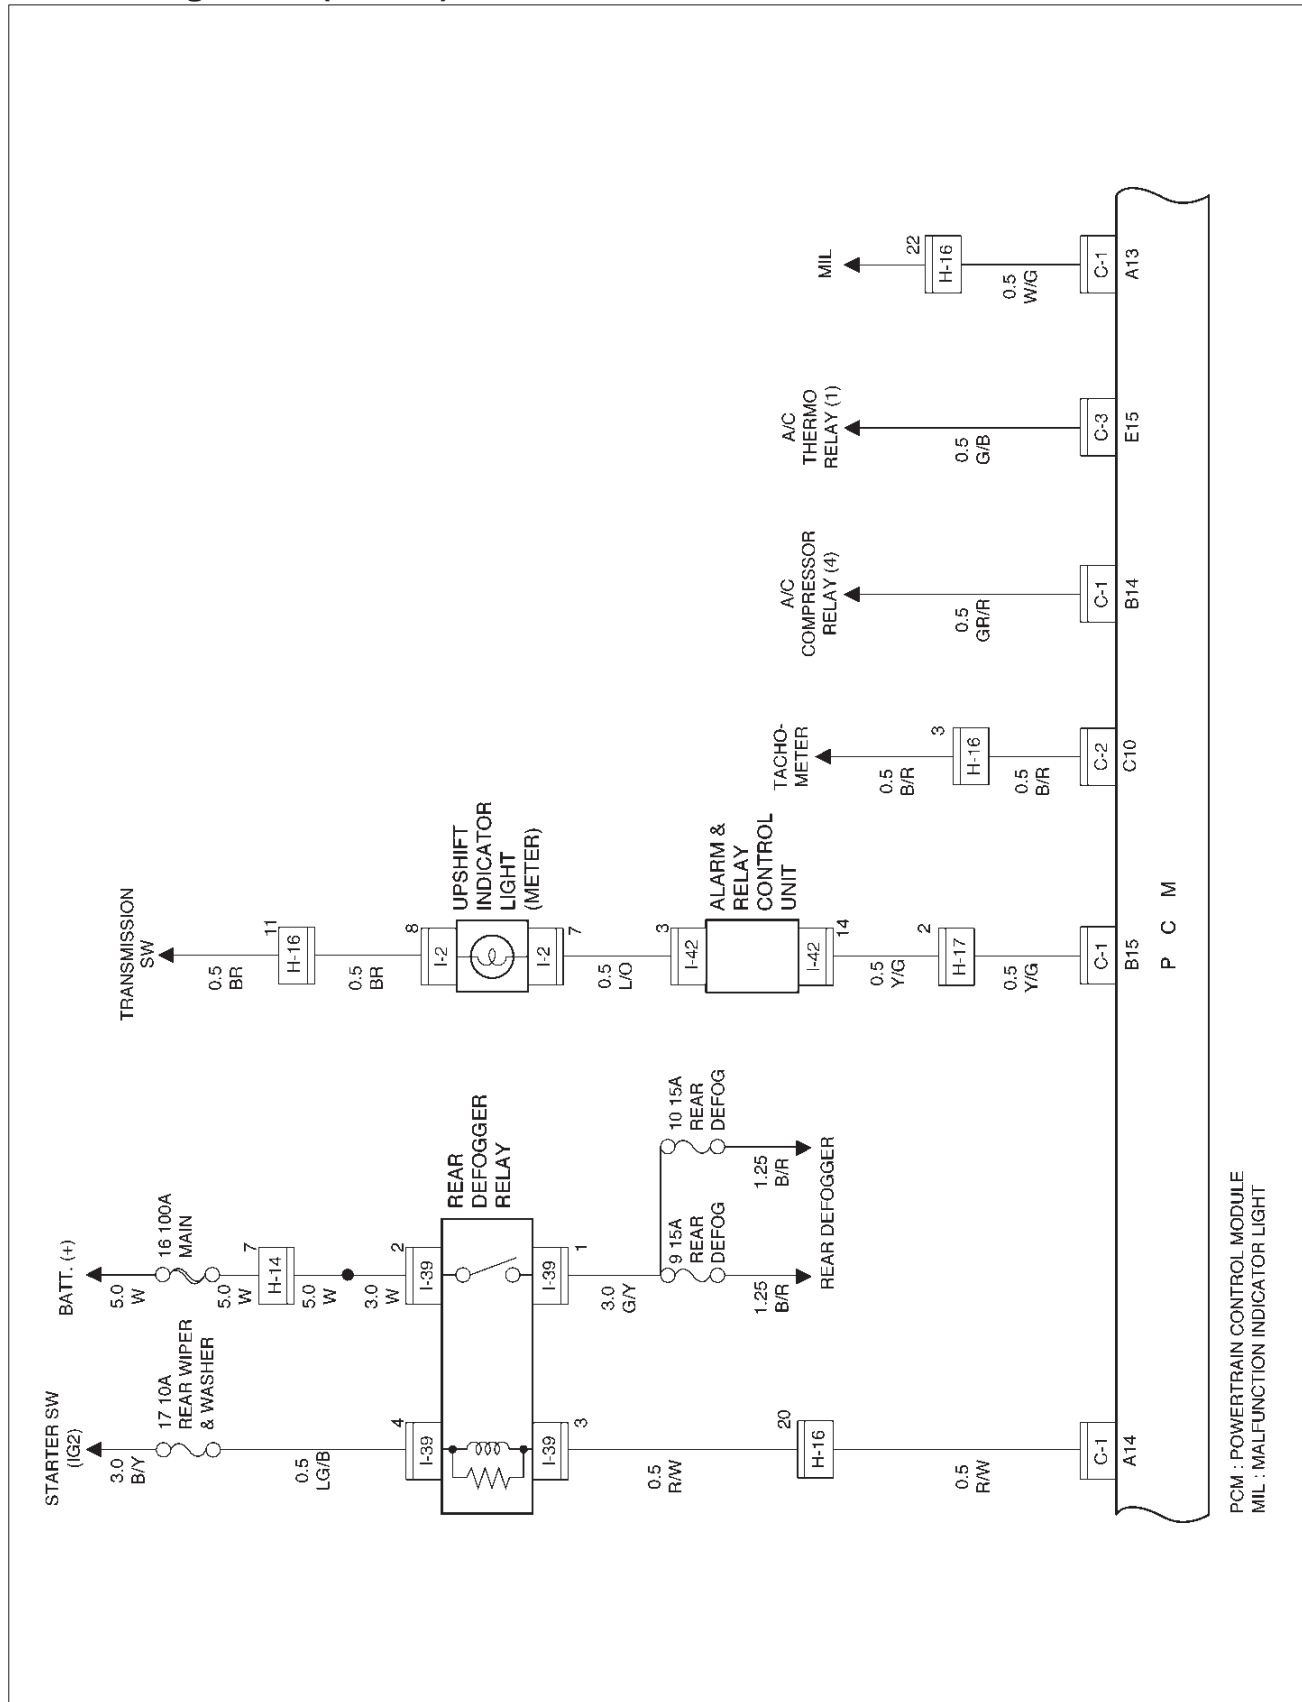 STARTER SW
(IG2)
3.0
B/Y
17 10A
REAR WIPER
& WASHER
0.5
LG/B
4
I-39
I-39
3
0.5
R/W
20
H-16
0.5
R/W
C-1
A14
BATT. (+)
5.0
W
16 100A
MAIN
5.0
W
7
H-14
5.0
W
3.0
W
2
I-39
REAR
DEFOGGER
RELAY
I-39
1
3.0
G/Y
9 15A
REAR
DEFOG
10 15A
REAR
DEFOG
1.25
B/R
1.25
B/R
REAR DEFOGGER
TRANSMISSION
SW
0.5
BR
11
H-16
0.5
BR
8
I-2
UPSHIFT
INDICATOR
LIGHT
(METER)
I-2
7
0.5
L/O
3
I-42
ALARM &
RELAY
CONTROL
UNIT
I-42
14
0.5
Y/G
2
H-17
0.5
Y/G
C-1
B15
TACHO-
METER
0.5
B/R
3
H-16
0.5
B/R
C-2
C10
A/C
COMPRESSOR
RELAY (4)
0.5
GR/R
C-1
B14
A/C
THERMO
RELAY (1)
0.5
G/B
C-3
E15
MIL
22
H-16
0.5
W/G
C-1
A13
P C M
PCM : POWERTRAIN CONTROL MODULE
MIL : MALFUNCTION INDICATOR LIGHT